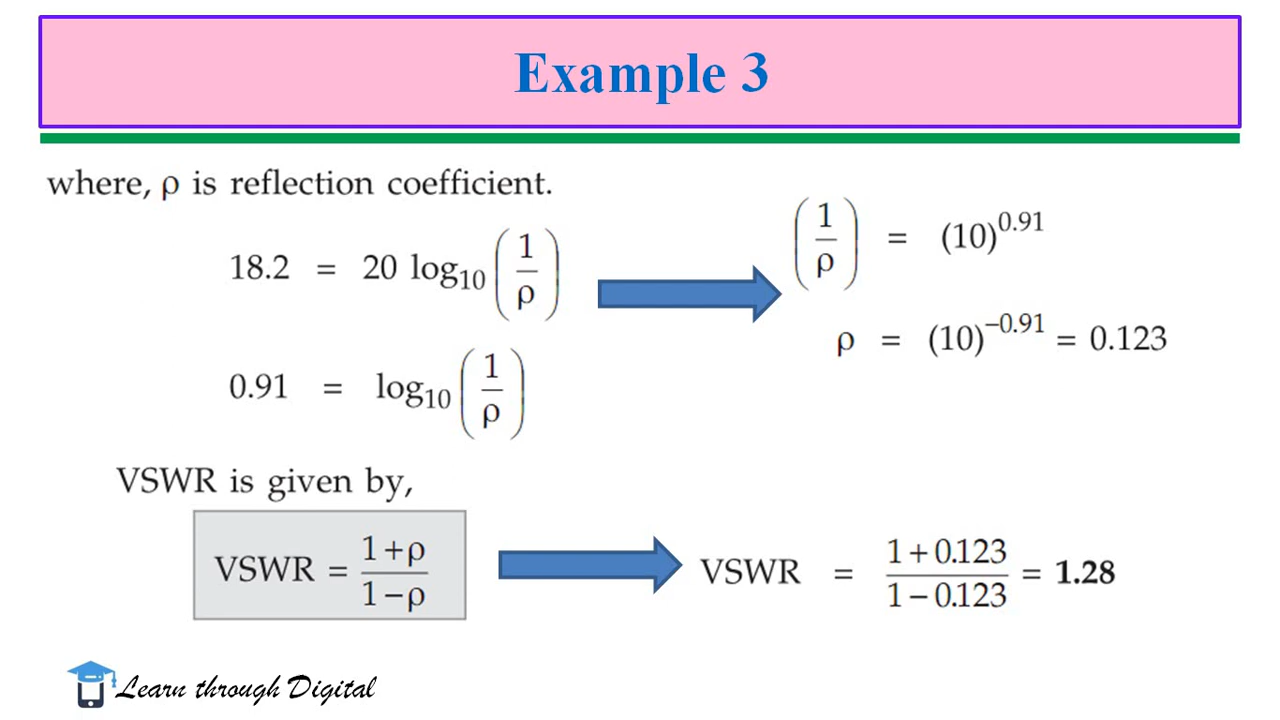 Example 3
where, ρ is reflection coefficient.
18.2 = 20 log₁₀(1/ρ)
0.91 = log₁₀(1/ρ)
(1/ρ) = (10)^0.91
ρ = (10)^−0.91 = 0.123
VSWR is given by,
VSWR = (1+ρ)/(1−ρ)
VSWR = (1+0.123)/(1−0.123) = 1.28
Learn through Digital